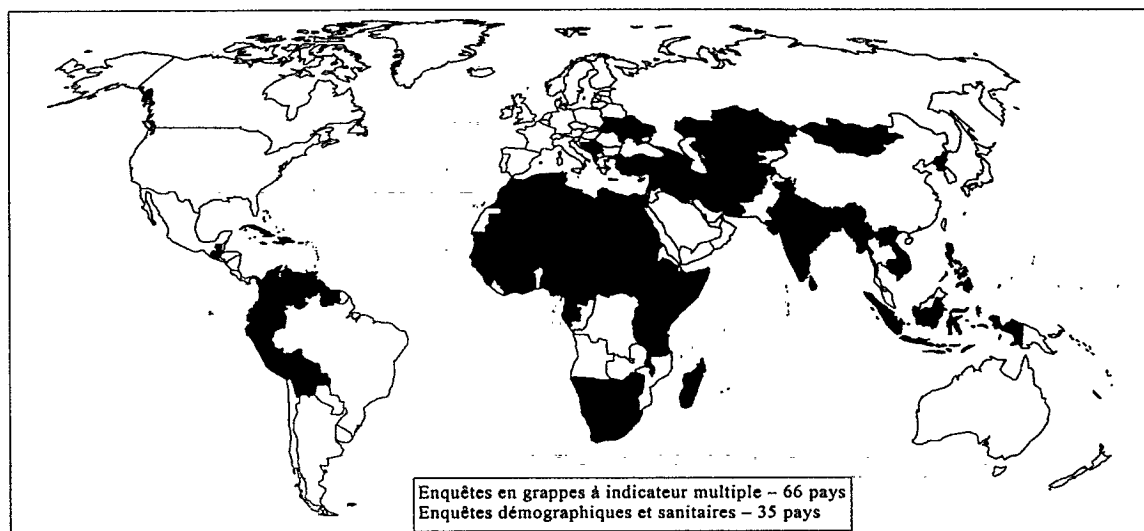 Enquêtes en grappes à indicateur multiple – 66 pays
Enquêtes démographiques et sanitaires – 35 pays